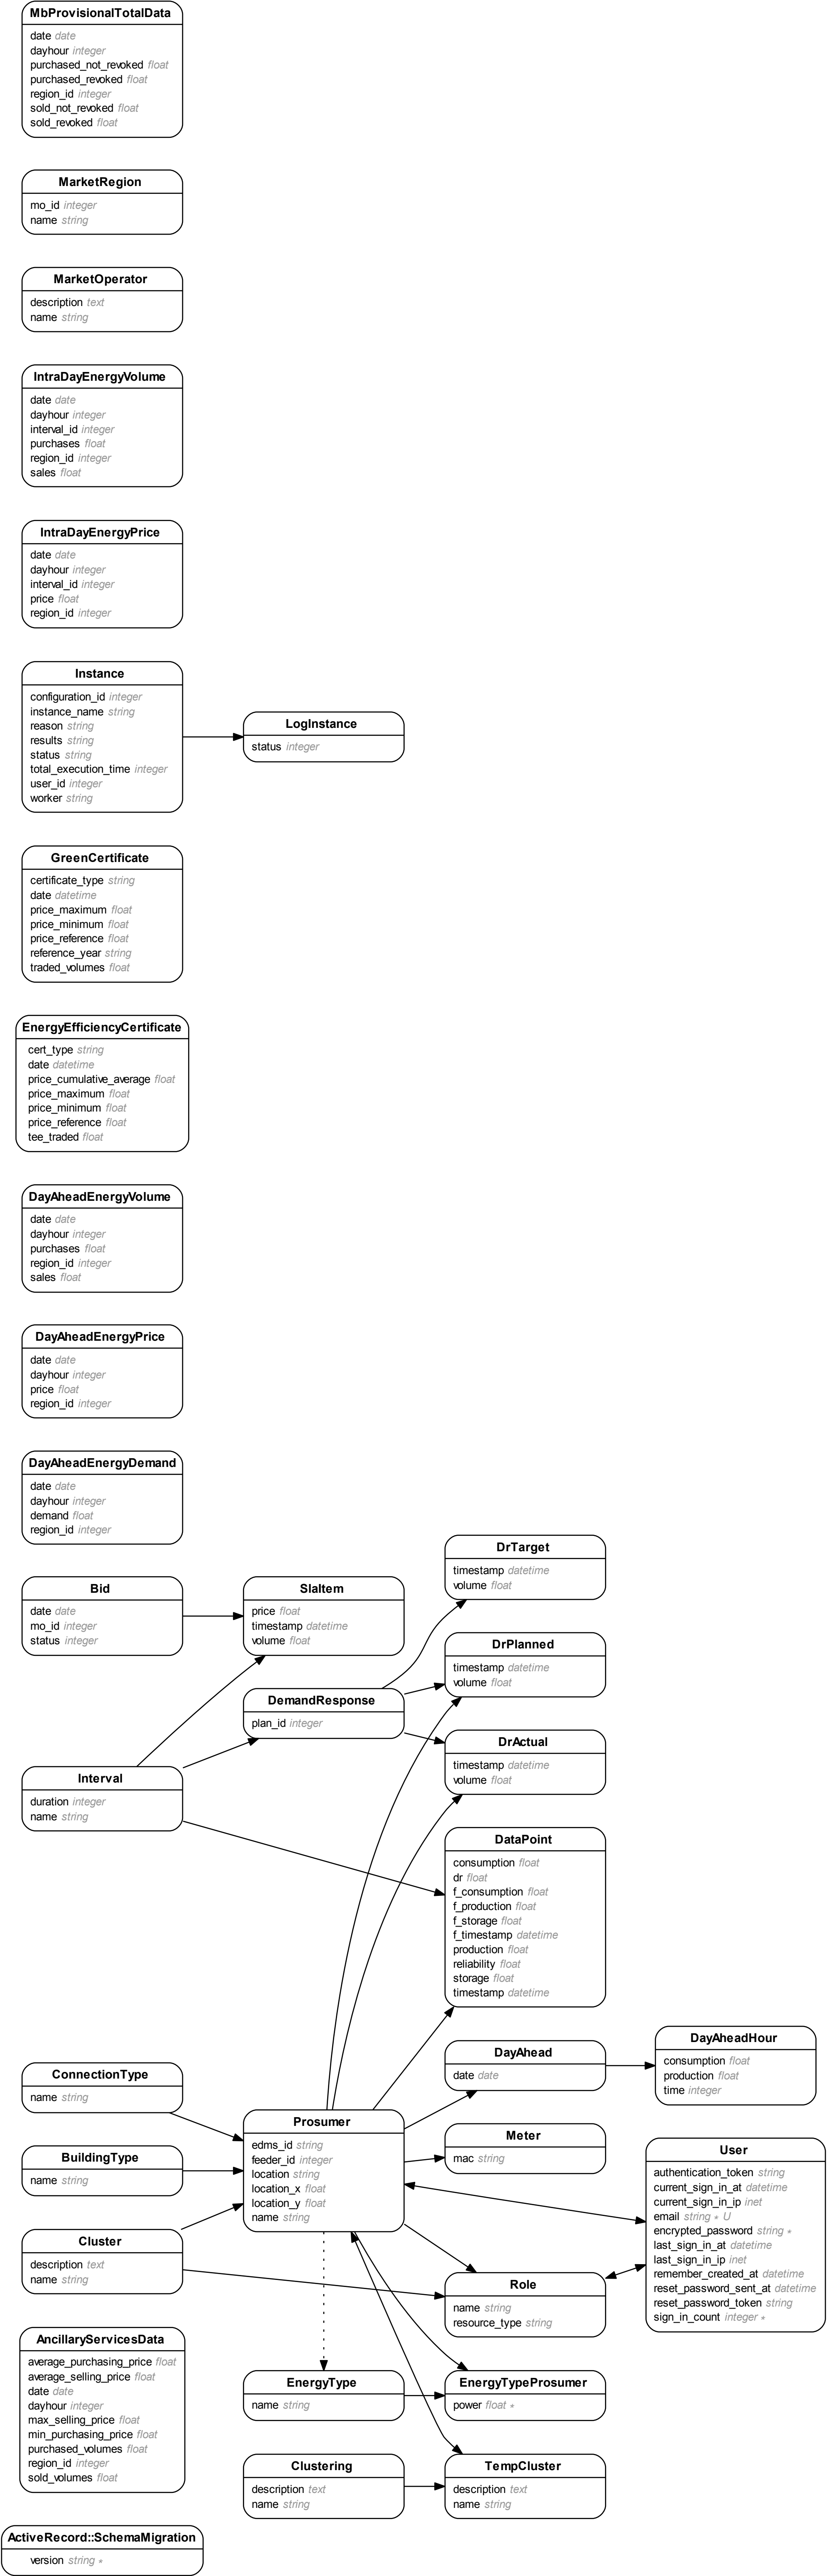 MbProvisionalTotalData
date date
dayhour integer
purchased_not_revoked float
purchased_revoked float
region_id integer
sold_not_revoked float
sold_revoked float
MarketRegion
mo_id integer
name string
MarketOperator
description text
name string
IntraDayEnergyVolume
date date
dayhour integer
interval_id integer
purchases float
region_id integer
sales float
IntraDayEnergyPrice
date date
dayhour integer
interval_id integer
price float
region_id integer
Instance
configuration_id integer
instance_name string
reason string
results string
status string
total_execution_time integer
user_id integer
worker string
LogInstance
status integer
GreenCertificate
certificate_type string
date datetime
price_maximum float
price_minimum float
price_reference float
reference_year string
traded_volumes float
EnergyEfficiencyCertificate
cert_type string
date datetime
price_cumulative_average float
price_maximum float
price_minimum float
price_reference float
tee_traded float
DayAheadEnergyVolume
date date
dayhour integer
purchases float
region_id integer
sales float
DayAheadEnergyPrice
date date
dayhour integer
price float
region_id integer
DayAheadEnergyDemand
date date
dayhour integer
demand float
region_id integer
Bid
date date
mo_id integer
status integer
SlaItem
price float
timestamp datetime
volume float
DrTarget
timestamp datetime
volume float
DrPlanned
timestamp datetime
volume float
DemandResponse
plan_id integer
DrActual
timestamp datetime
volume float
Interval
duration integer
name string
DataPoint
consumption float
dr float
f_consumption float
f_production float
f_storage float
f_timestamp datetime
production float
reliability float
storage float
timestamp datetime
DayAheadHour
consumption float
production float
time integer
DayAhead
date date
ConnectionType
name string
Prosumer
edms_id string
feeder_id integer
location string
location_x float
location_y float
name string
Meter
mac string
BuildingType
name string
User
authentication_token string
current_sign_in_at datetime
current_sign_in_ip inet
email string ∗ U
encrypted_password string ∗
last_sign_in_at datetime
last_sign_in_ip inet
remember_created_at datetime
reset_password_sent_at datetime
reset_password_token string
sign_in_count integer ∗
Cluster
description text
name string
Role
name string
resource_type string
AncillaryServicesData
average_purchasing_price float
average_selling_price float
date date
dayhour integer
max_selling_price float
min_purchasing_price float
purchased_volumes float
region_id integer
sold_volumes float
EnergyType
name string
EnergyTypeProsumer
power float ∗
Clustering
description text
name string
TempCluster
description text
name string
ActiveRecord::SchemaMigration
version string ∗